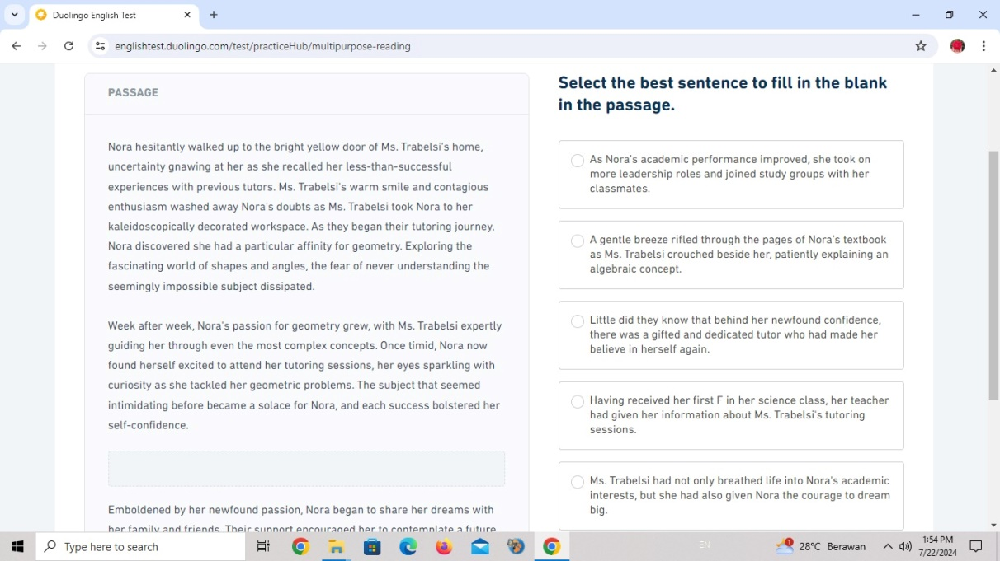 Duolingo English Test
englishtest.duolingo.com/test/practiceHub/multipurpose-reading
PASSAGE
Nora hesitantly walked up to the bright yellow door of Ms. Trabelsi's home,
uncertainty gnawing at her as she recalled her less-than-successful
experiences with previous tutors. Ms. Trabelsi's warm smile and contagious
enthusiasm washed away Nora's doubts as Ms. Trabelsi took Nora to her
kaleidoscopically decorated workspace. As they began their tutoring journey,
Nora discovered she had a particular affinity for geometry. Exploring the
fascinating world of shapes and angles, the fear of never understanding the
seemingly impossible subject dissipated.
Week after week, Nora's passion for geometry grew, with Ms. Trabelsi expertly
guiding her through even the most complex concepts. Once timid, Nora now
found herself excited to attend her tutoring sessions, her eyes sparkling with
curiosity as she tackled her geometric problems. The subject that seemed
intimidating before became a solace for Nora, and each success bolstered her
self-confidence.
Emboldened by her newfound passion, Nora began to share her dreams with
her family and friends. Their support encouraged her to contemplate a future
Select the best sentence to fill in the blank
in the passage.
As Nora's academic performance improved, she took on
more leadership roles and joined study groups with her
classmates.
A gentle breeze rifled through the pages of Nora's textbook
as Ms. Trabelsi crouched beside her, patiently explaining an
algebraic concept.
Little did they know that behind her newfound confidence,
there was a gifted and dedicated tutor who had made her
believe in herself again.
Having received her first F in her science class, her teacher
had given her information about Ms. Trabelsi's tutoring
sessions.
Ms. Trabelsi had not only breathed life into Nora's academic
interests, but she had also given Nora the courage to dream
big.
Type here to search
EN
1
28°C Berawan
1:54 PM
7/22/2024